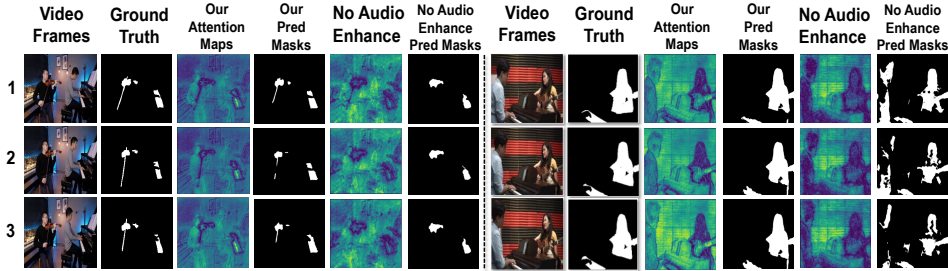 Video Frames
Ground Truth
Our Attention Maps
Our Pred Masks
No Audio Enhance
No Audio Enhance Pred Masks
Video Frames
Ground Truth
Our Attention Maps
Our Pred Masks
No Audio Enhance
No Audio Enhance Pred Masks
1
2
3